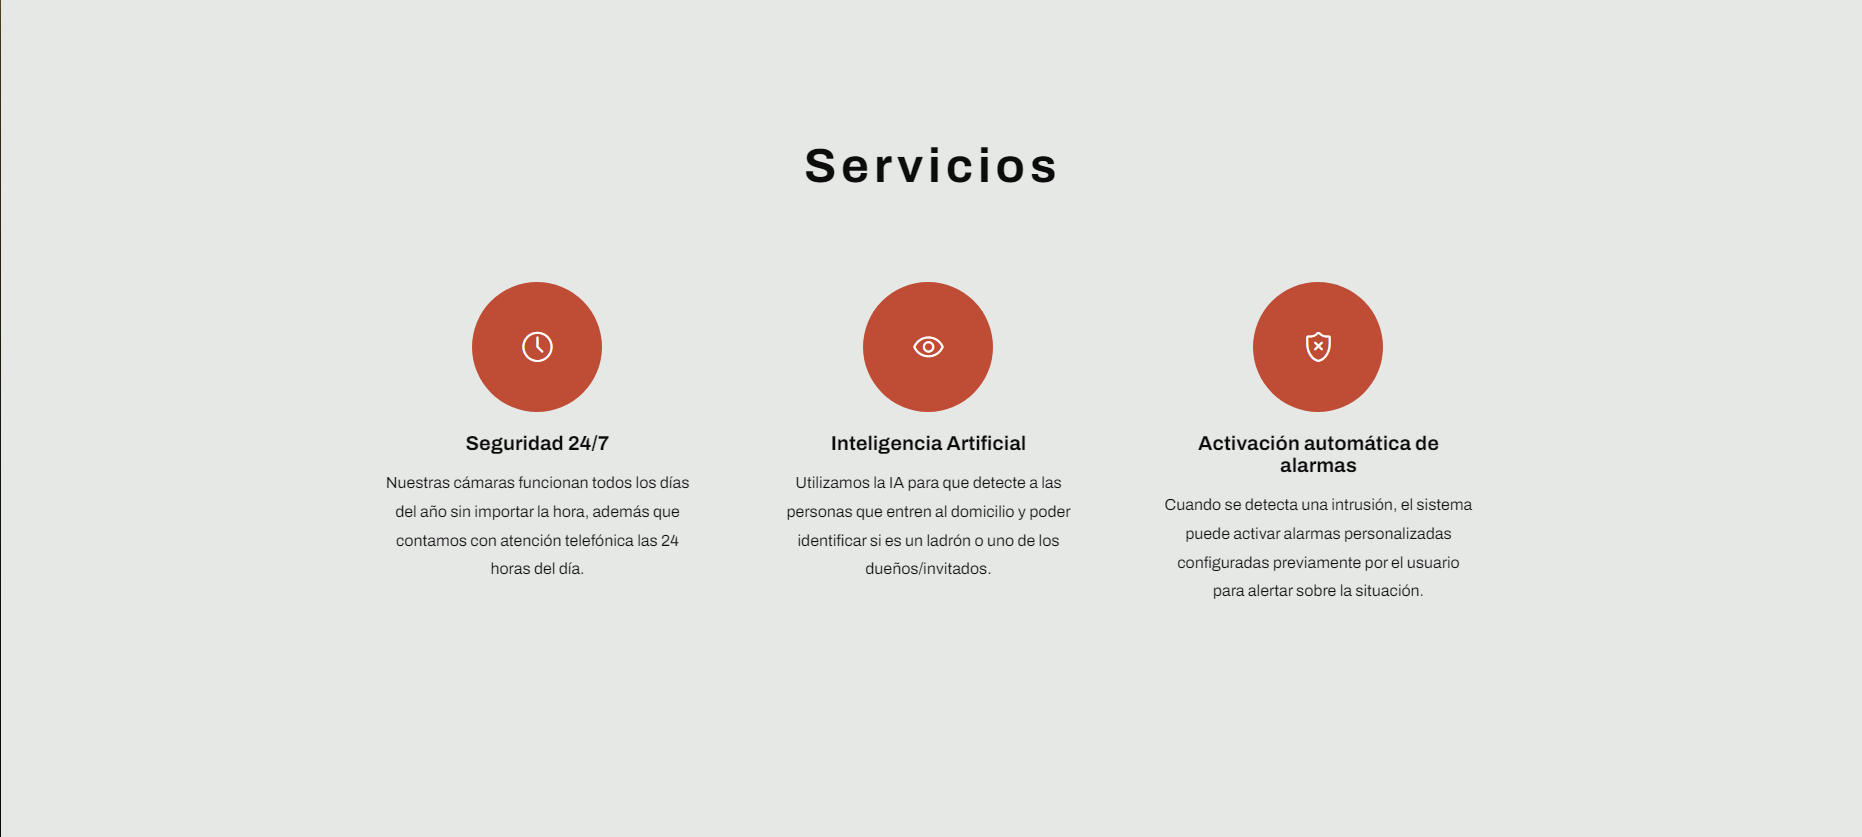 Servicios
Seguridad 24/7
Nuestras cámaras funcionan todos los días
del año sin importar la hora, además que
contamos con atención telefónica las 24
horas del día.
Inteligencia Artificial
Utilizamos la IA para que detecte a las
personas que entren al domicilio y poder
identificar si es un ladrón o uno de los
dueños/invitados.
Activación automática de
alarmas
Cuando se detecta una intrusión, el sistema
puede activar alarmas personalizadas
configuradas previamente por el usuario
para alertar sobre la situación.